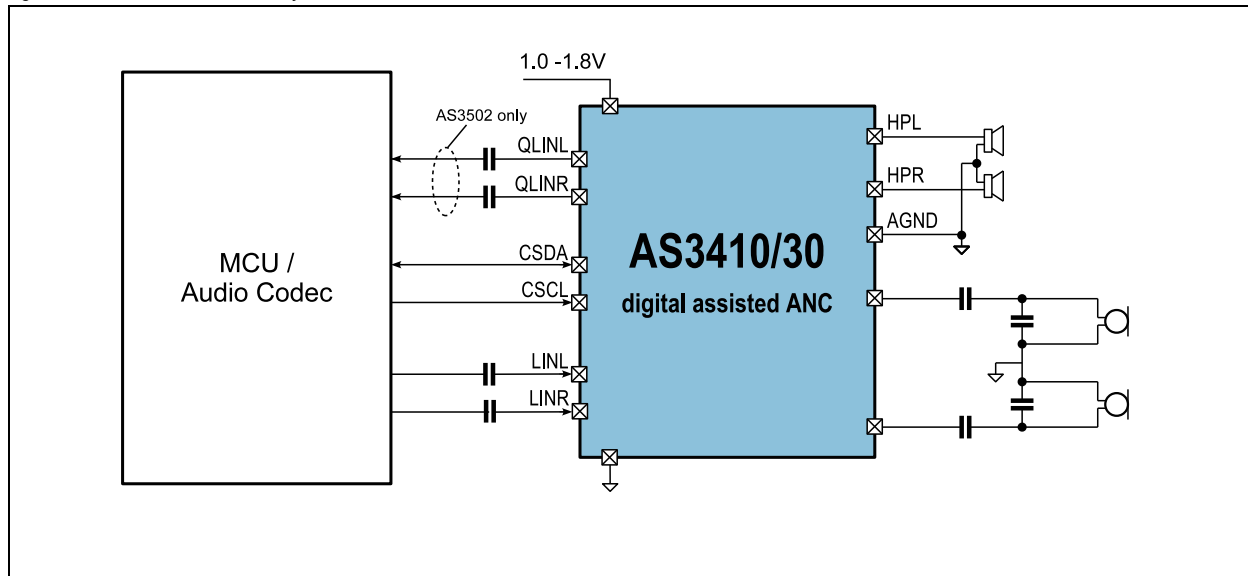 1.0 -1.8V
AS3502 only
QLINL
QLINR
CSDA
CSCL
LINL
LINR
MCU /
Audio Codec
AS3410/30
digital assisted ANC
HPL
HPR
AGND